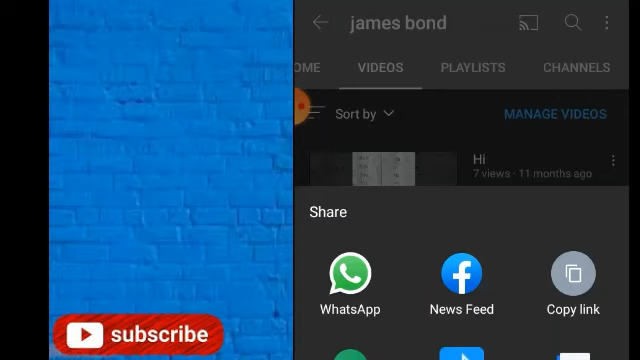 james bond
OME VIDEOS PLAYLISTS CHANNELS
Sort by MANAGE VIDEOS
Hi
7 views · 11 months ago
Share
WhatsApp News Feed Copy link
subscribe